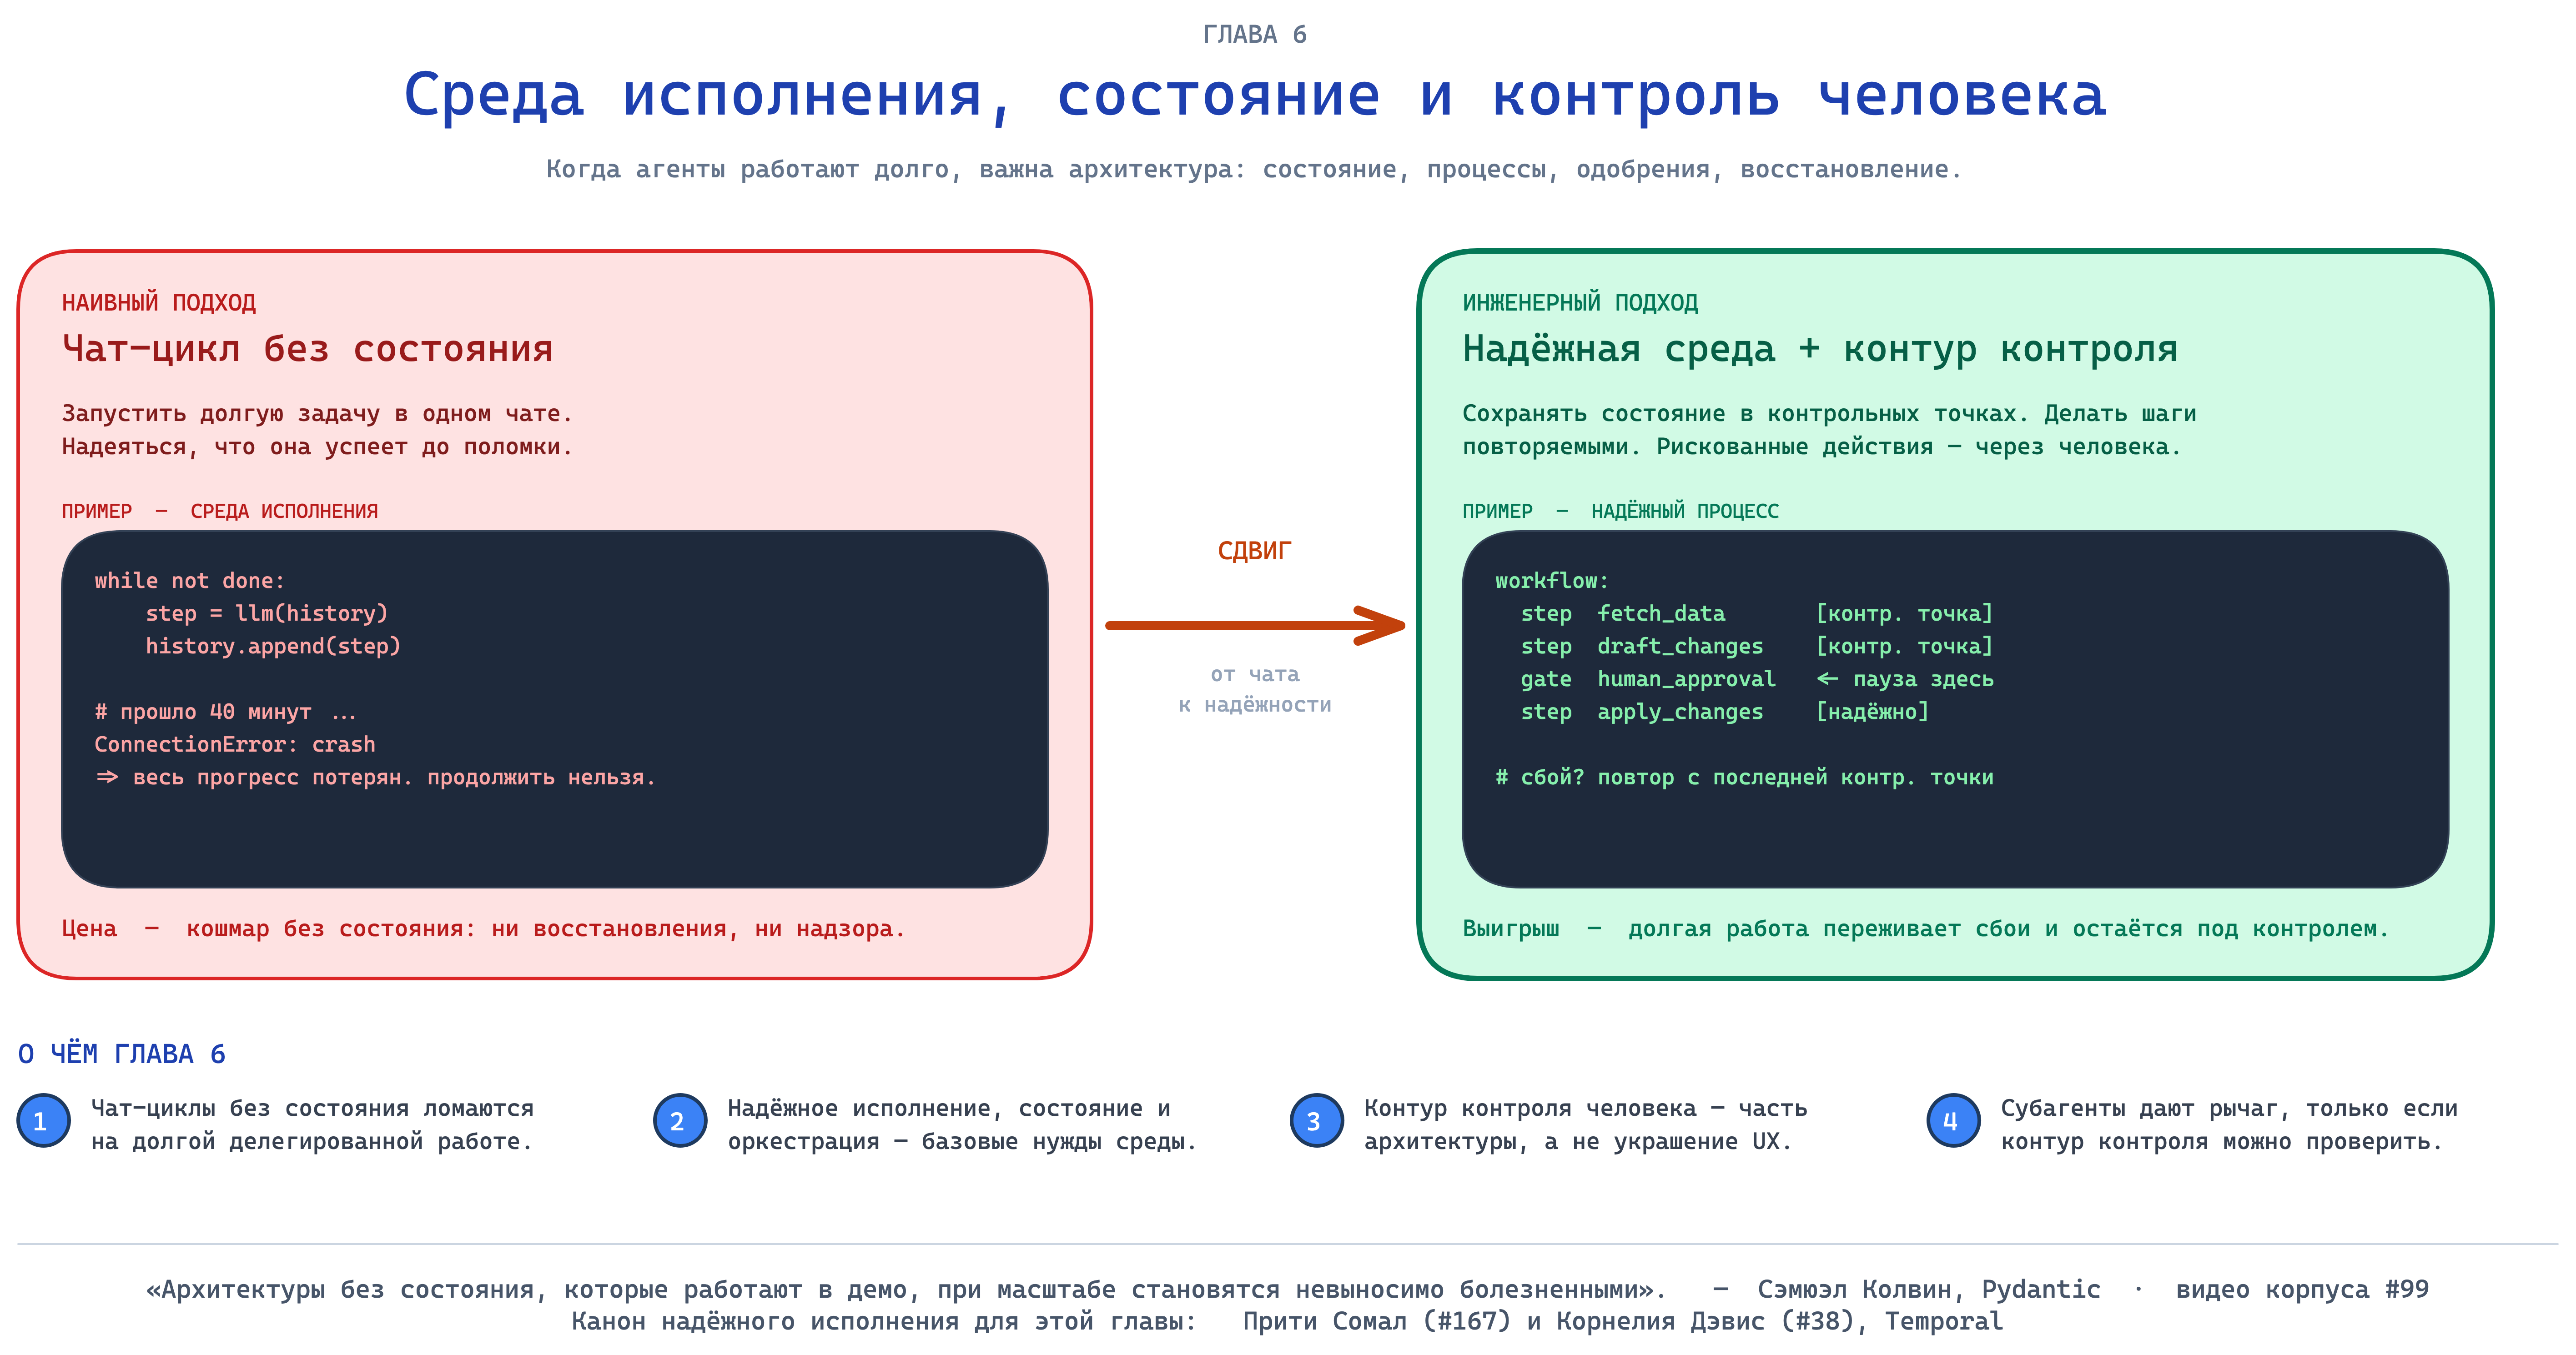 ГЛАВА 6
Среда исполнения, состояние и контроль человека
Когда агенты работают долго, важна архитектура: состояние, процессы, одобрения, восстановление.
НАИВНЫЙ ПОДХОД
Чат-цикл без состояния
Запустить долгую задачу в одном чате.
Надеяться, что она успеет до поломки.
ПРИМЕР — СРЕДА ИСПОЛНЕНИЯ
while not done:
    step = llm(history)
    history.append(step)
# прошло 40 минут ...
ConnectionError: crash
=> весь прогресс потерян. продолжить нельзя.
Цена — кошмар без состояния: ни восстановления, ни надзора.
СДВИГ
от чата
к надёжности
ИНЖЕНЕРНЫЙ ПОДХОД
Надёжная среда + контур контроля
Сохранять состояние в контрольных точках. Делать шаги
повторяемыми. Рискованные действия — через человека.
ПРИМЕР — НАДЁЖНЫЙ ПРОЦЕСС
workflow:
  step  fetch_data       [контр. точка]
  step  draft_changes    [контр. точка]
  gate  human_approval   <- пауза здесь
  step  apply_changes    [надёжно]
# сбой? повтор с последней контр. точки
Выигрыш — долгая работа переживает сбои и остаётся под контролем.
О ЧЁМ ГЛАВА 6
1 Чат-циклы без состояния ломаются
на долгой делегированной работе.
2 Надёжное исполнение, состояние и
оркестрация — базовые нужды среды.
3 Контур контроля человека — часть
архитектуры, а не украшение UX.
4 Субагенты дают рычаг, только если
контур контроля можно проверить.
«Архитектуры без состояния, которые работают в демо, при масштабе становятся невыносимо болезненными». — Сэмюэл Колвин, Pydantic · видео корпуса #99
Канон надёжного исполнения для этой главы: Прити Сомал (#167) и Корнелия Дэвис (#38), Temporal